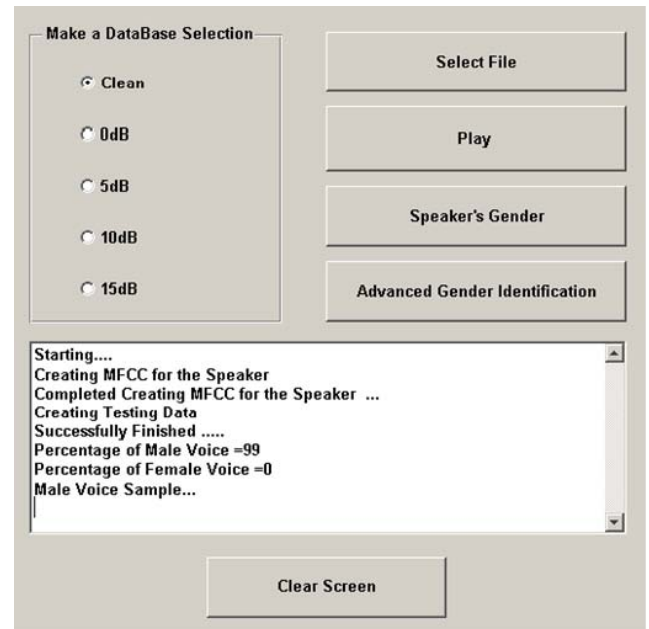 Make a DataBase Selection
Clean
0dB
5dB
10dB
15dB
Select File
Play
Speaker's Gender
Advanced Gender Identification
Starting....
Creating MFCC for the Speaker
Completed Creating MFCC for the Speaker ...
Creating Testing Data
Successfully Finished .....
Percentage of Male Voice =99
Percentage of Female Voice =0
Male Voice Sample...
Clear Screen